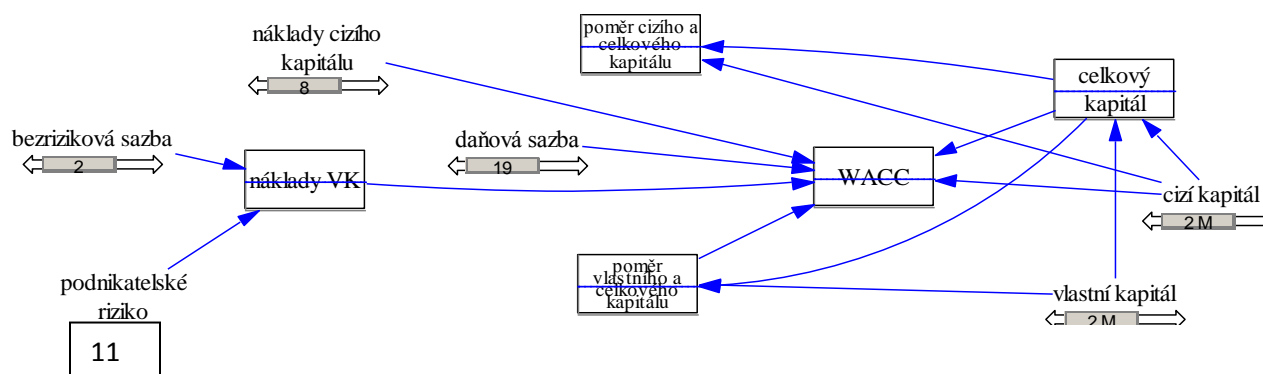 náklady cizího
kapitálu
8
poměr cizího a
celkového
kapitálu
celkový
kapitál
bezriziková sazba
2
daňová sazba
19
náklady VK
WACC
cizí kapitál
2 M
podnikatelské
riziko
11
poměr
vlastního a
celkového
kapitálu
vlastní kapitál
2 M